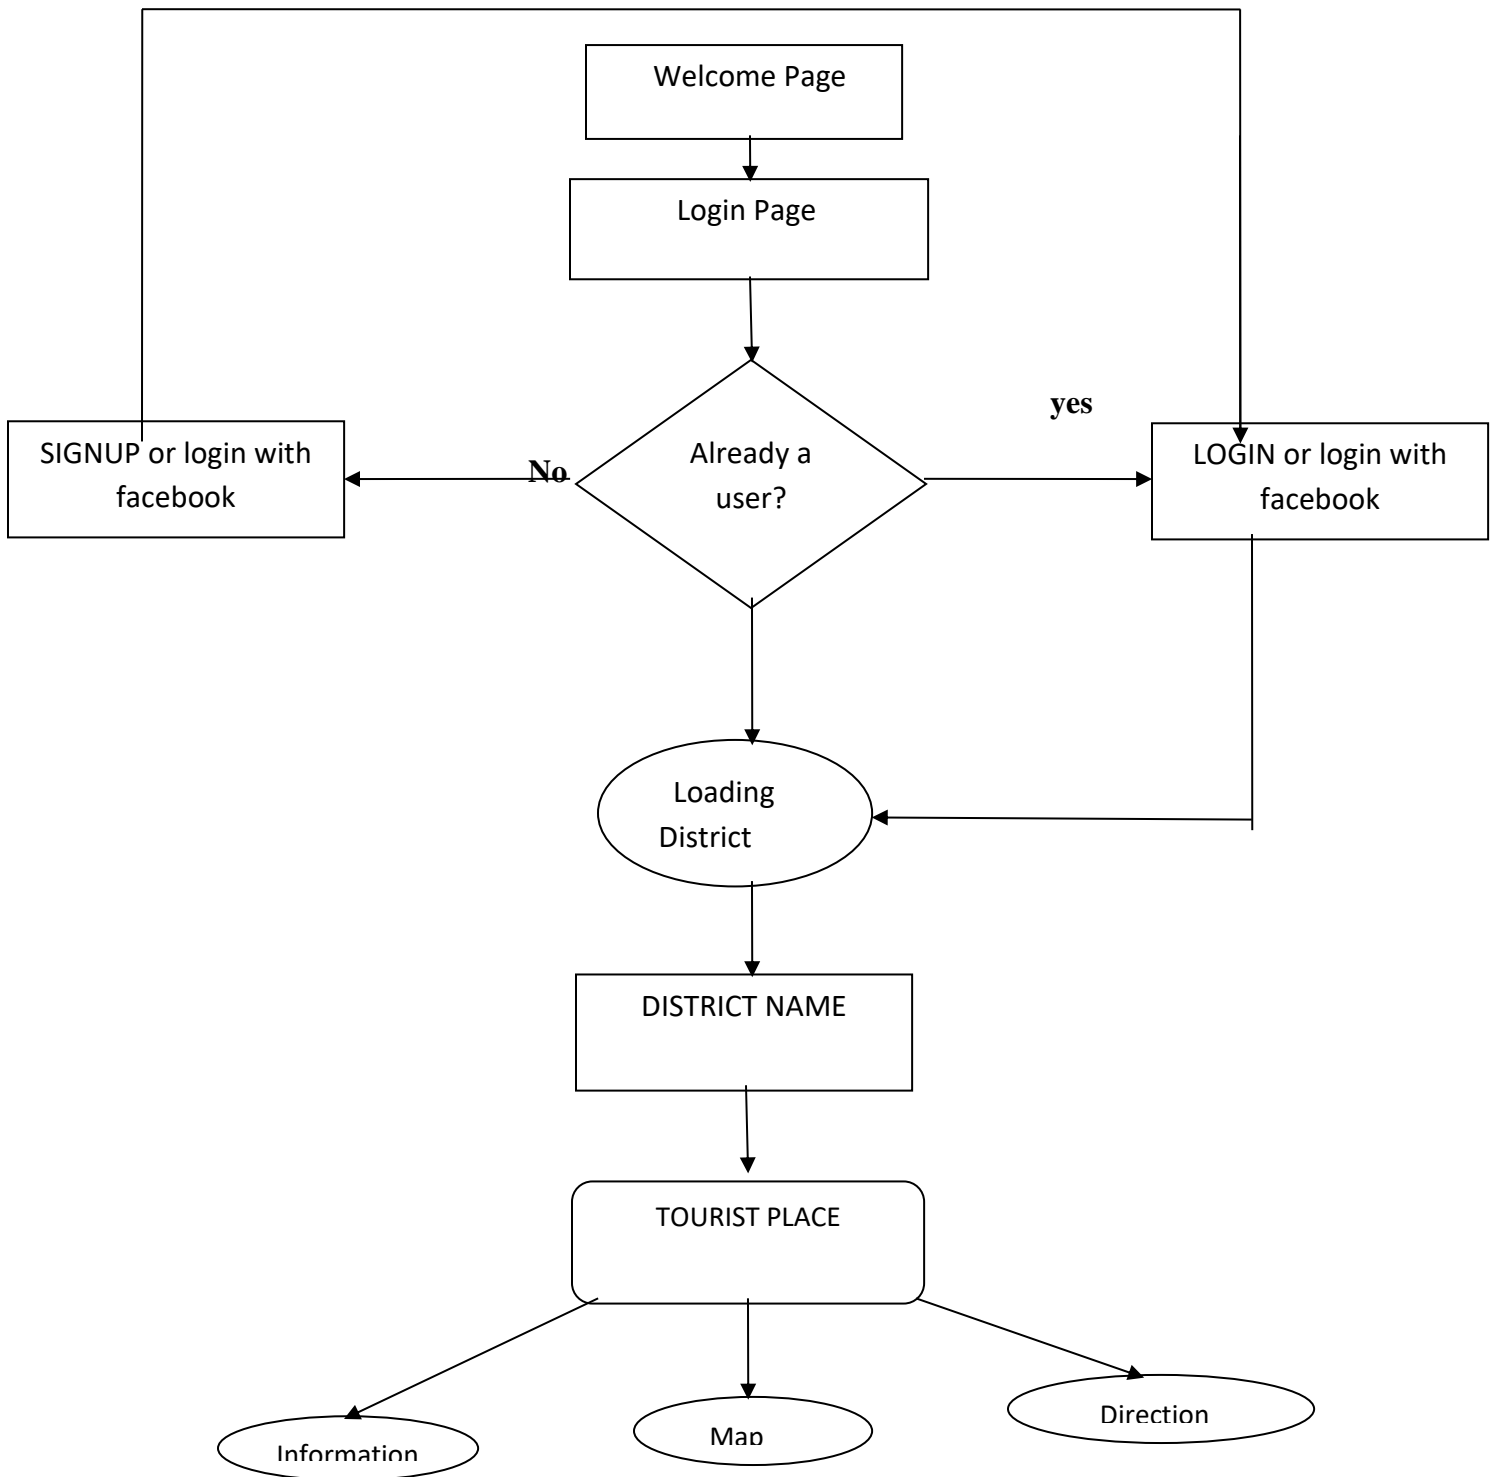 Welcome Page
Login Page
yes
SIGNUP or login with
facebook
No
Already a
user?
LOGIN or login with
facebook
Loading
District
DISTRICT NAME
TOURIST PLACE
Information
Map
Direction